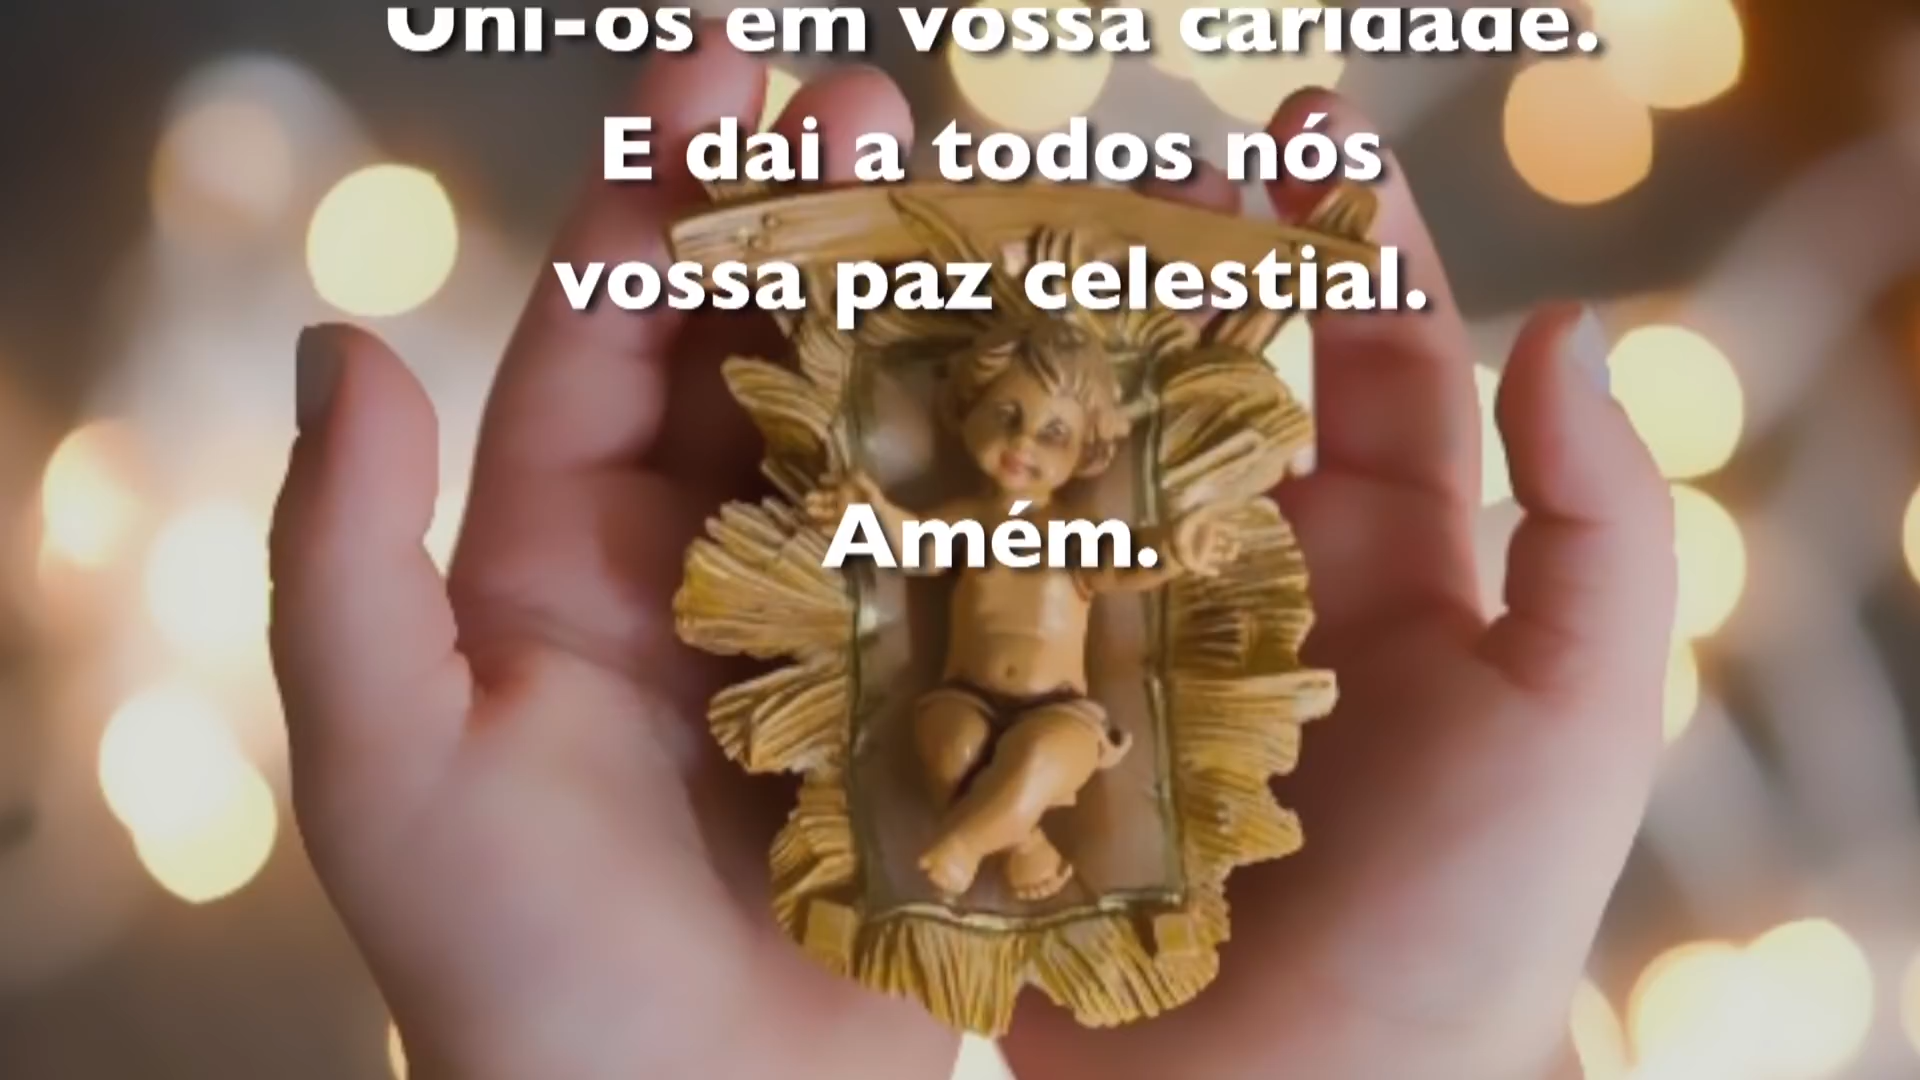 Uni-os em vossa caridade.
E dai a todos nós
vossa paz celestial.
Amém.